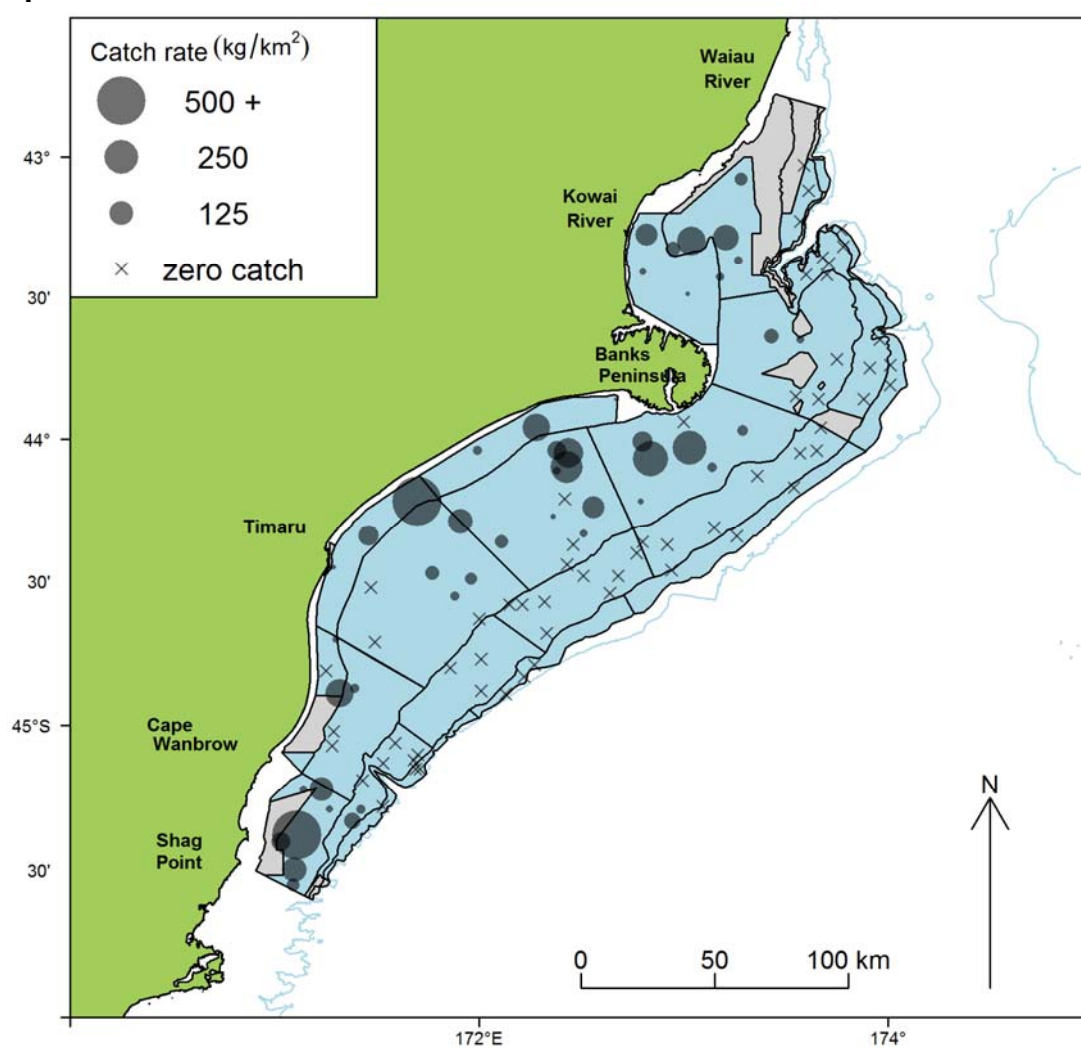 Catch rate (kg/km²)
500 +
250
125
zero catch
Waiau
River
43°
Kowai
River
30'
Banks
Peninsula
44°
Timaru
30'
45°S
Cape
Wanbrow
N
Shag
Point
30'
0 50 100 km
172°E 174°